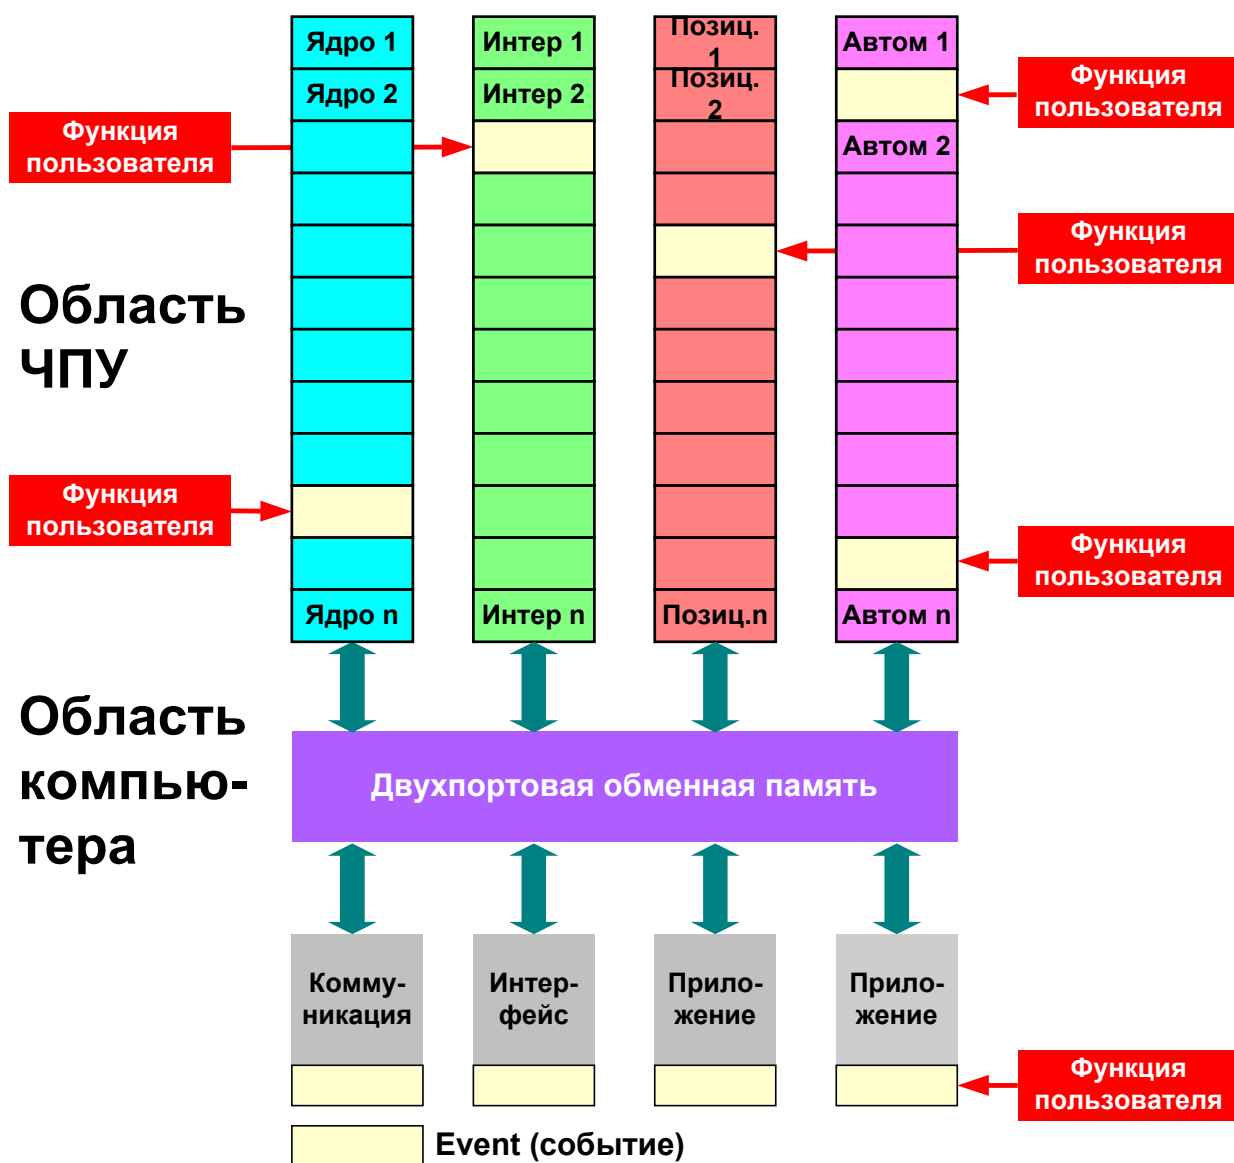 Ядро 1
Интер 1
Позиц.
1
Автом 1
Ядро 2
Интер 2
Позиц.
2
Функция
пользователя
Функция
пользователя
Автом 2
Функция
пользователя
Область
ЧПУ
Функция
пользователя
Функция
пользователя
Ядро n
Интер n
Позиц.n
Автом n
Область
компью-
тера
Двухпортовая обменная память
Комму-
никация
Интер-
фейс
Прило-
жение
Прило-
жение
Функция
пользователя
Event (событие)